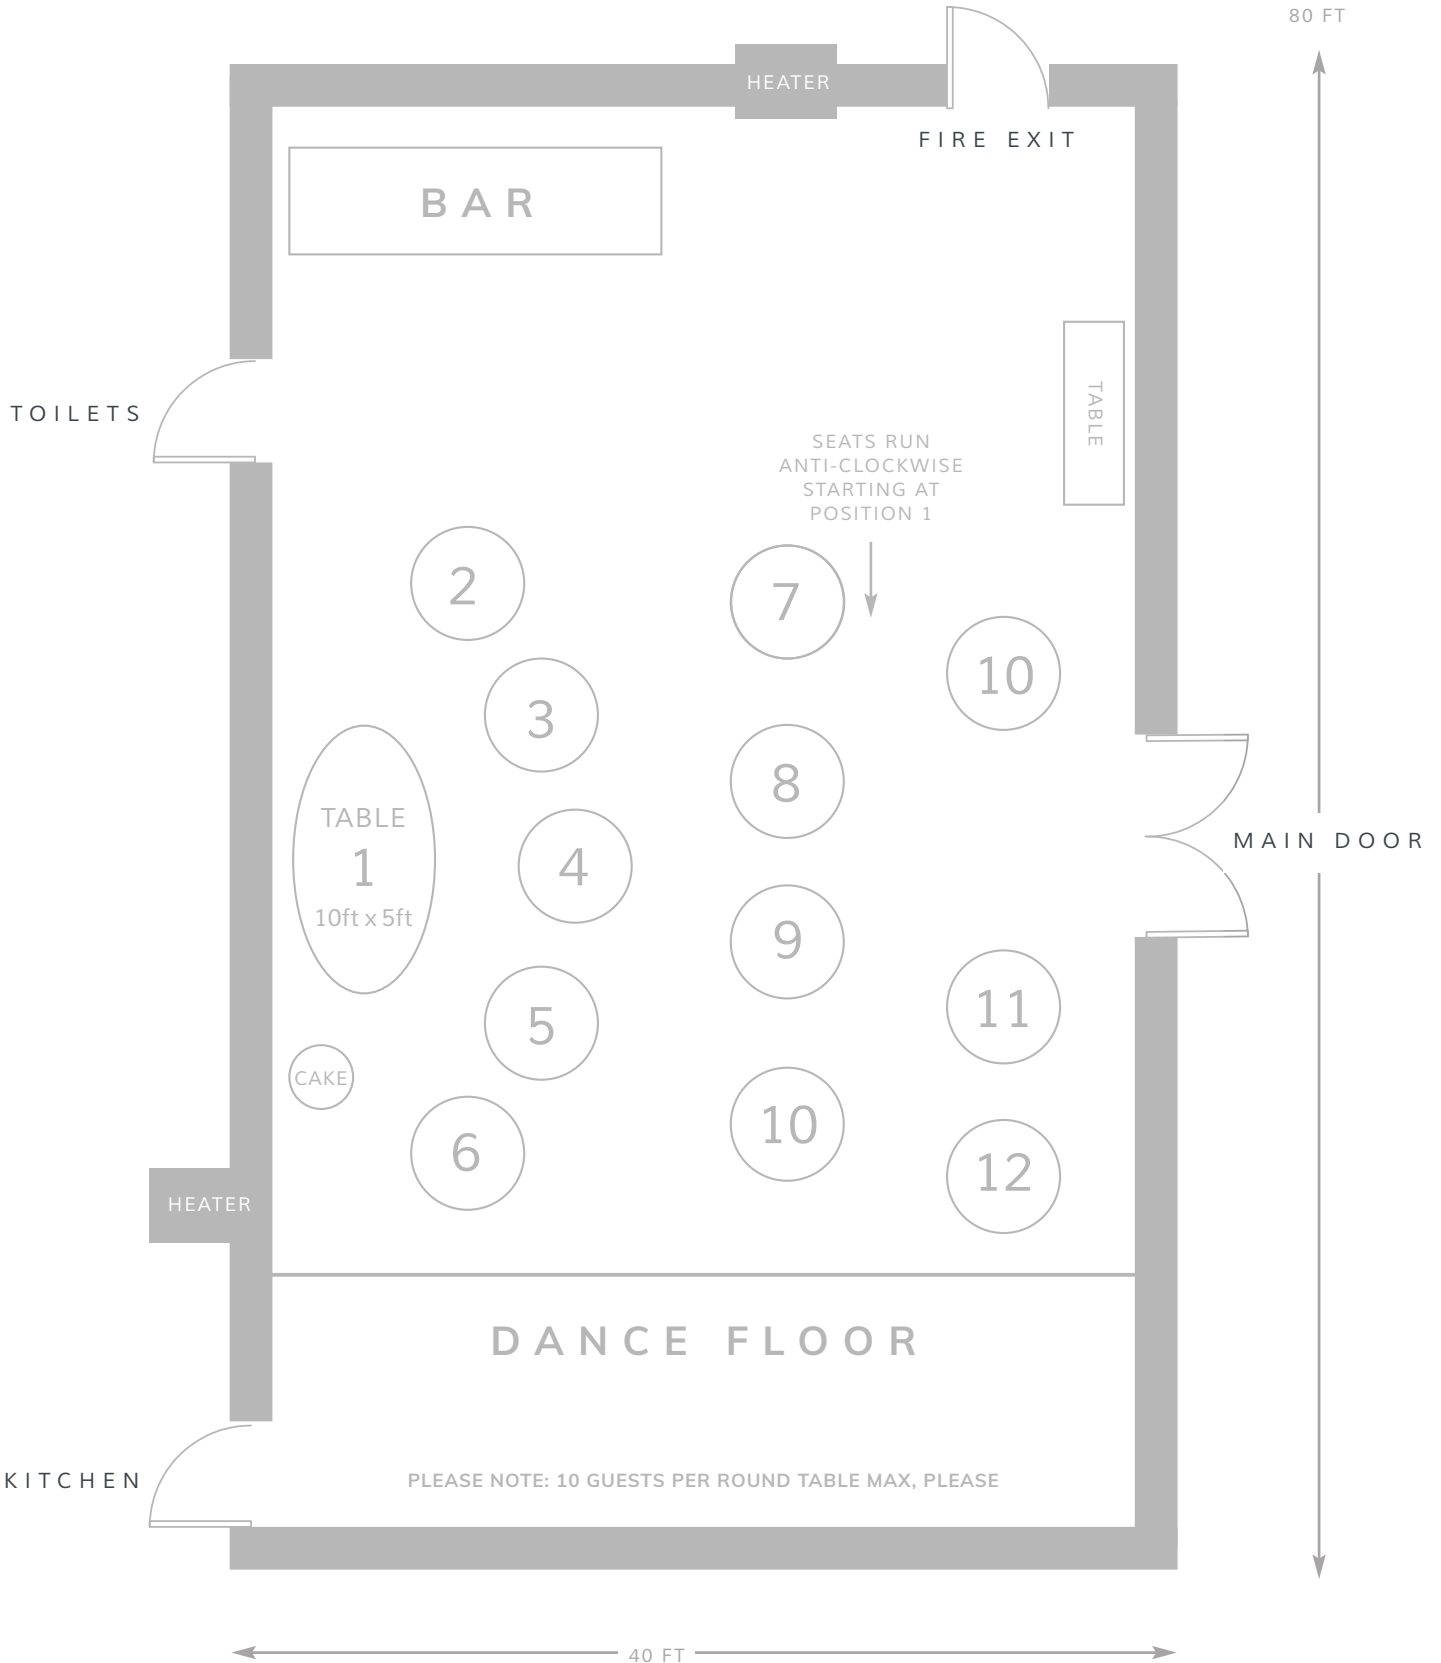 80 FT
HEATER
FIRE EXIT
BAR
TABLE
TOILETS
SEATS RUN
ANTI-CLOCKWISE
STARTING AT
POSITION 1
2
7
10
3
8
TABLE
1
10ft x 5ft
4
MAIN DOOR
9
11
5
CAKE
10
6
12
HEATER
DANCE FLOOR
KITCHEN
PLEASE NOTE: 10 GUESTS PER ROUND TABLE MAX, PLEASE
40 FT